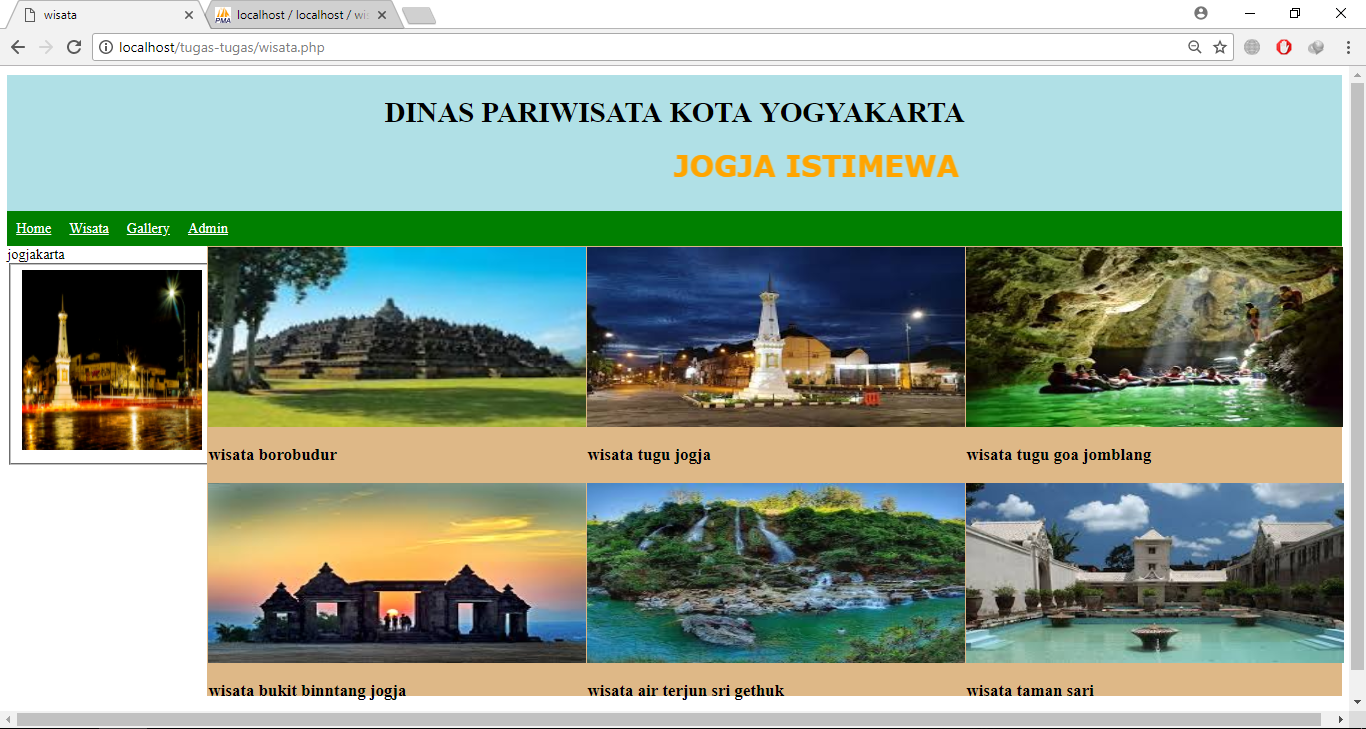 wisata
localhost / localhost / wis
localhost/tugas-tugas/wisata.php
DINAS PARIWISATA KOTA YOGYAKARTA
JOGJA ISTIMEWA
Home Wisata Gallery Admin
jogjakarta
wisata borobudur
wisata tugu jogja
wisata tugu goa jomblang
wisata bukit binntang jogja
wisata air terjun sri gethuk
wisata taman sari